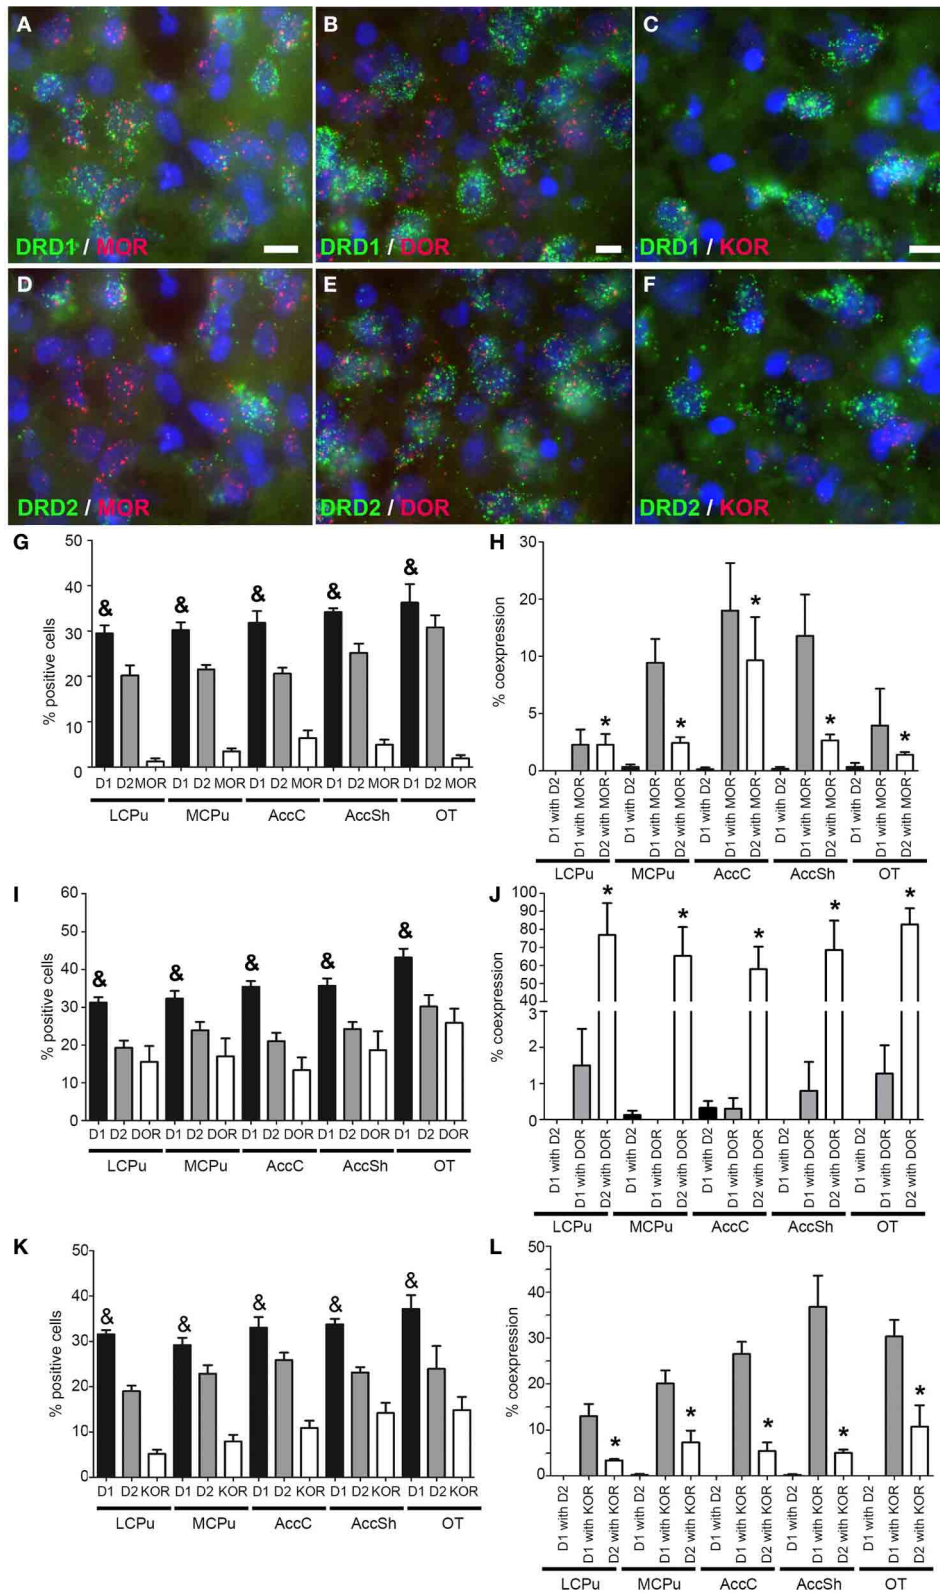 A
B
C
DRD1 / MOR
DRD1 / DOR
DRD1 / KOR
D
E
F
DRD2 / MOR
DRD2 / DOR
DRD2 / KOR
G
% positive cells
50
40
30
20
10
0
& & & & &
D1 D2 MOR D1 D2 MOR D1 D2 MOR D1 D2 MOR D1 D2 MOR
LCPu MCPu AccC AccSh OT
H
% coexpression
30
20
10
5
0
* * * * *
D1 with D2
D1 with MOR
D2 with MOR
D1 with D2
D1 with MOR
D2 with MOR
D1 with D2
D1 with MOR
D2 with MOR
D1 with D2
D1 with MOR
D2 with MOR
D1 with D2
D1 with MOR
D2 with MOR
LCPu MCPu AccC AccSh OT
I
% positive cells
60
50
40
30
20
10
0
& & & & &
D1 D2 DOR D1 D2 DOR D1 D2 DOR D1 D2 DOR D1 D2 DOR
LCPu MCPu AccC AccSh OT
J
% coexpression
100
90
80
70
60
50
40
3
2
1
0
* * * * *
D1 with D2
D1 with DOR
D2 with DOR
D1 with D2
D1 with DOR
D2 with DOR
D1 with D2
D1 with DOR
D2 with DOR
D1 with D2
D1 with DOR
D2 with DOR
D1 with D2
D1 with DOR
D2 with DOR
LCPu MCPu AccC AccSh OT
K
% positive cells
50
40
30
20
10
0
& & & & &
D1 D2 KOR D1 D2 KOR D1 D2 KOR D1 D2 KOR D1 D2 KOR
LCPu MCPu AccC AccSh OT
L
% coexpression
50
40
30
20
10
0
* * * * *
D1 with D2
D1 with KOR
D2 with KOR
D1 with D2
D1 with KOR
D2 with KOR
D1 with D2
D1 with KOR
D2 with KOR
D1 with D2
D1 with KOR
D2 with KOR
D1 with D2
D1 with KOR
D2 with KOR
LCPu MCPu AccC AccSh OT